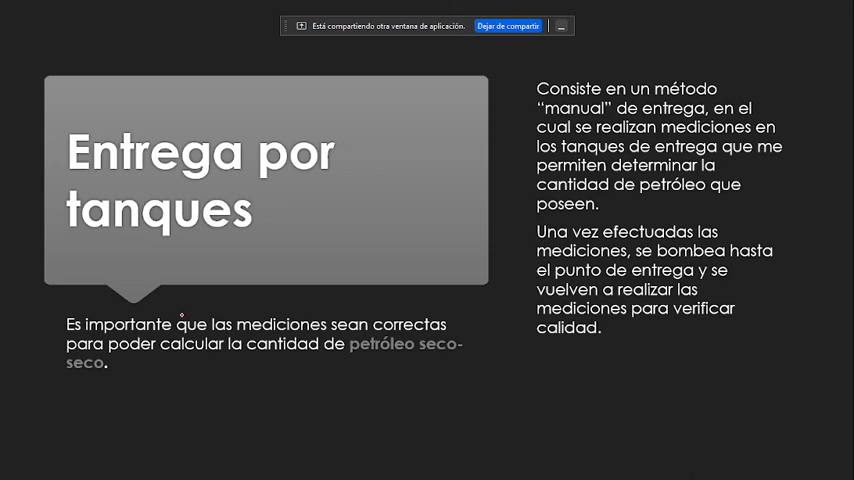 Está compartiendo otra ventana de aplicación.
Dejar de compartir
Entrega por
tanques
Es importante que las mediciones sean correctas
para poder calcular la cantidad de petróleo seco-
seco.
Consiste en un método
“manual” de entrega, en el
cual se realizan mediciones en
los tanques de entrega que me
permiten determinar la
cantidad de petróleo que
poseen.
Una vez efectuadas las
mediciones, se bombea hasta
el punto de entrega y se
vuelven a realizar las
mediciones para verificar
calidad.